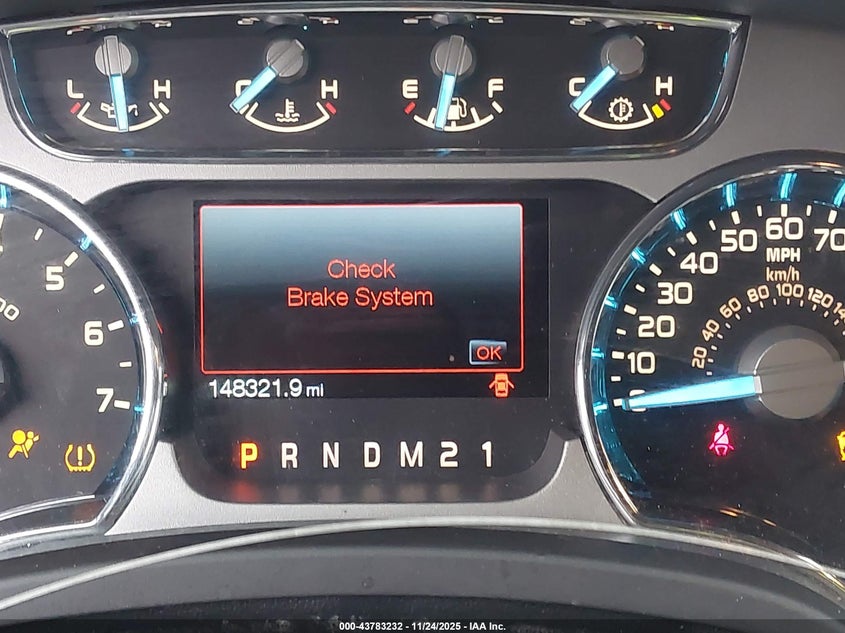 L H C H E F C H
Check
Brake System
OK
148321.9 mi
P R N D M 2 1
5
6
7
0 10 20 30 40 50 60 70
MPH
km/h
20 40 60 80 100 120
000-43783232 - 11/24/2025 - IAA Inc.